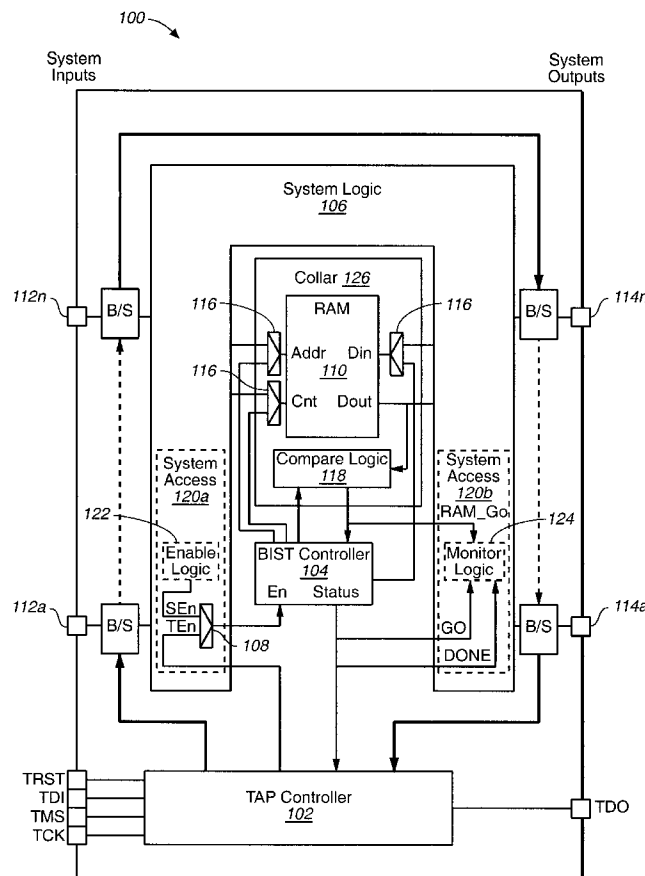 100
System
Inputs
System
Outputs
System Logic
106
Collar 126
116
RAM
116
112n
B/S
B/S
114n
Addr
Din
110
116
Cnt
Dout
System
Access
120a
Compare Logic
118
System
Access
120b
RAM_Go
122
124
Enable
Logic
BIST Controller
104
Monitor
Logic
En
Status
112a
B/S
SEn
TEn
108
GO
DONE
B/S
114a
TRST
TDI
TMS
TCK
TAP Controller
102
TDO